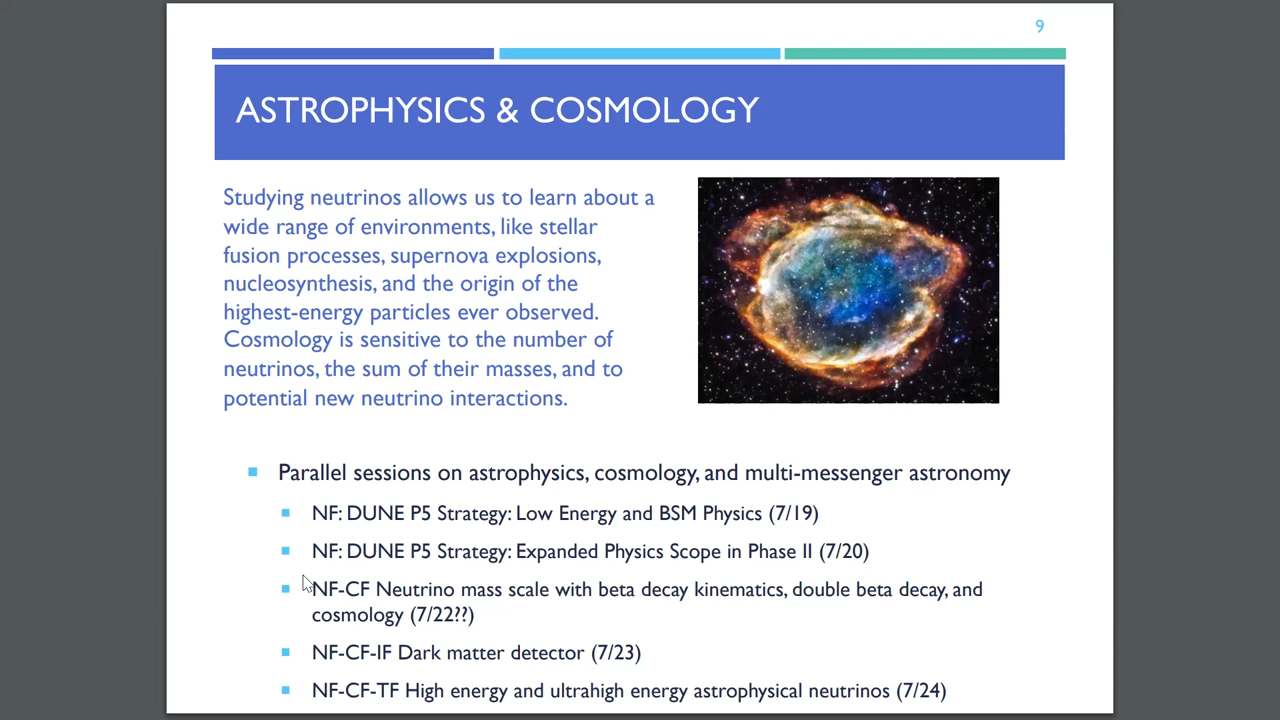 9
ASTROPHYSICS & COSMOLOGY
Studying neutrinos allows us to learn about a
wide range of environments, like stellar
fusion processes, supernova explosions,
nucleosynthesis, and the origin of the
highest-energy particles ever observed.
Cosmology is sensitive to the number of
neutrinos, the sum of their masses, and to
potential new neutrino interactions.
Parallel sessions on astrophysics, cosmology, and multi-messenger astronomy
NF: DUNE P5 Strategy: Low Energy and BSM Physics (7/19)
NF: DUNE P5 Strategy: Expanded Physics Scope in Phase II (7/20)
NF-CF Neutrino mass scale with beta decay kinematics, double beta decay, and
cosmology (7/22??)
NF-CF-IF Dark matter detector (7/23)
NF-CF-TF High energy and ultrahigh energy astrophysical neutrinos (7/24)